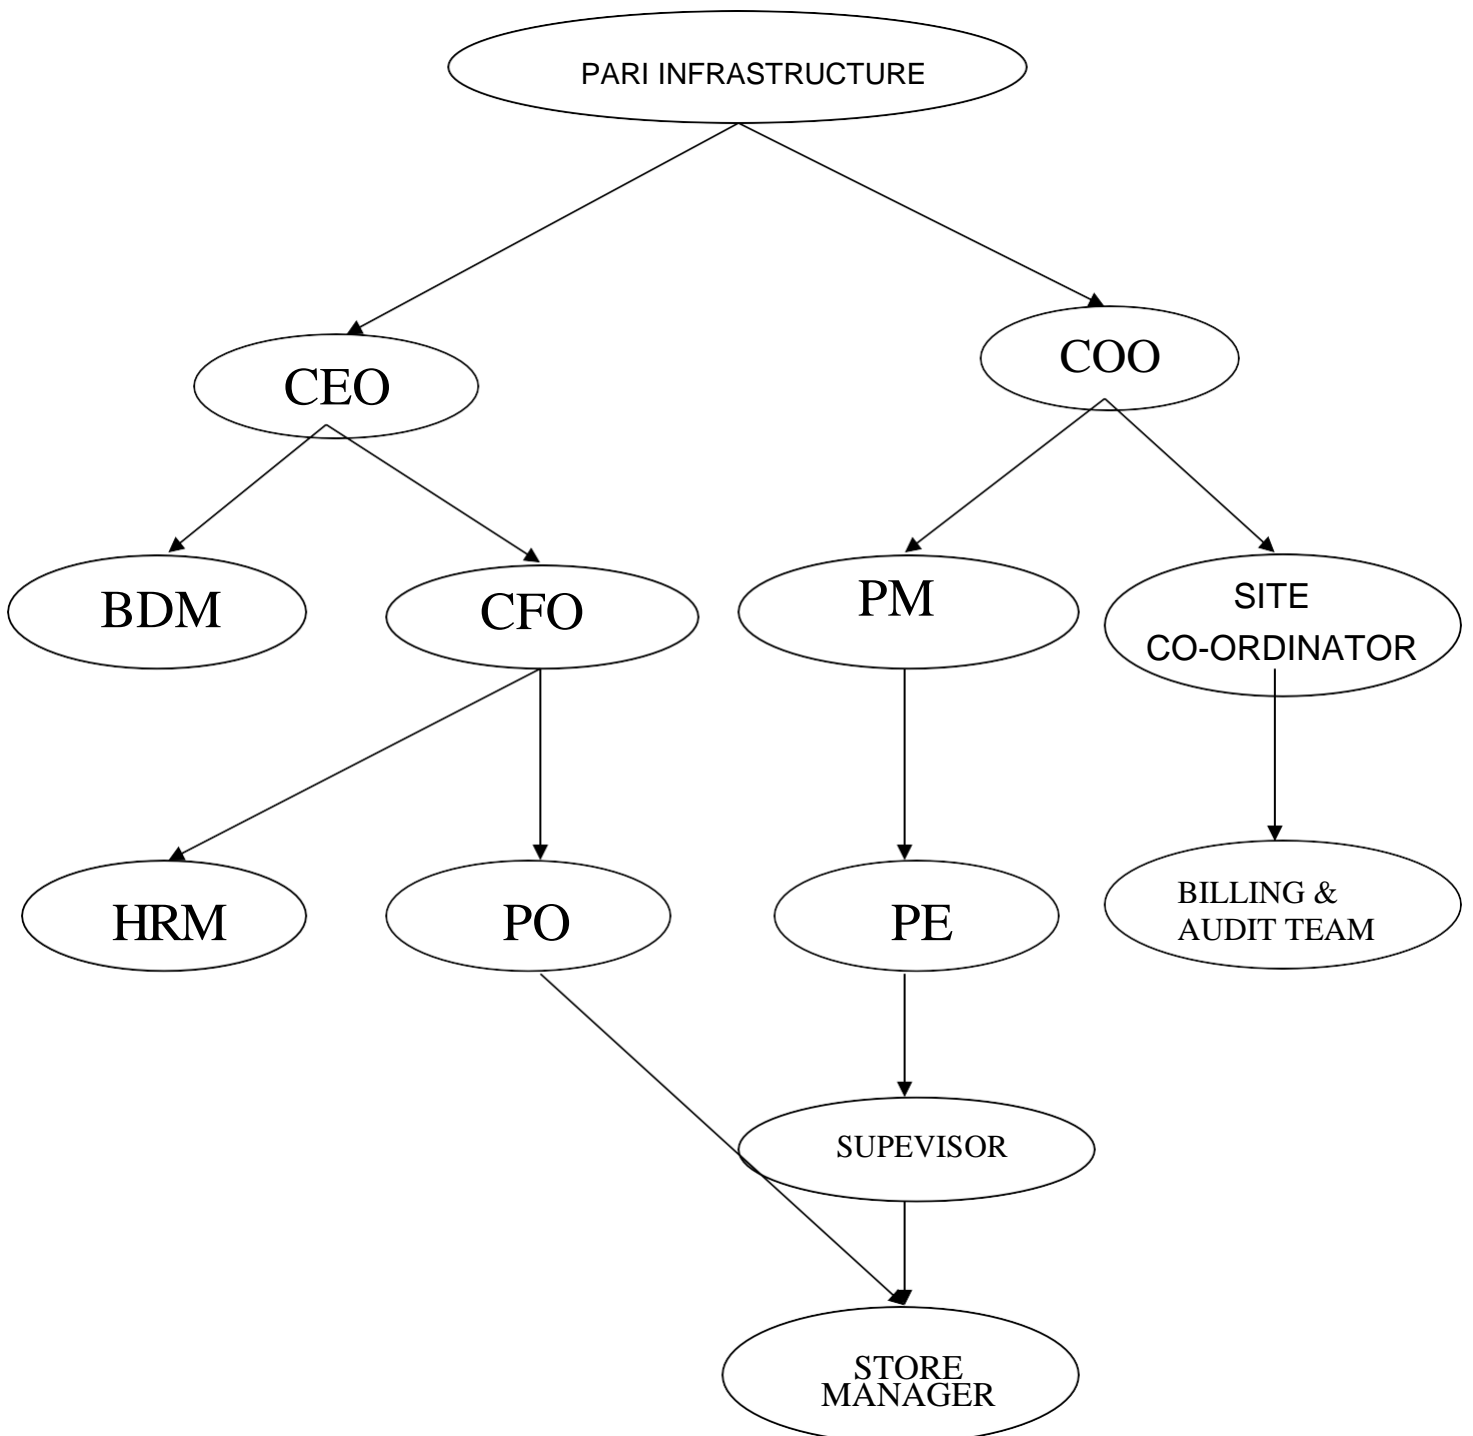 PARI INFRASTRUCTURE
CEO
COO
BDM
CFO
PM
SITE
CO-ORDINATOR
HRM
PO
PE
BILLING &
AUDIT TEAM
SUPEVISOR
STORE
MANAGER